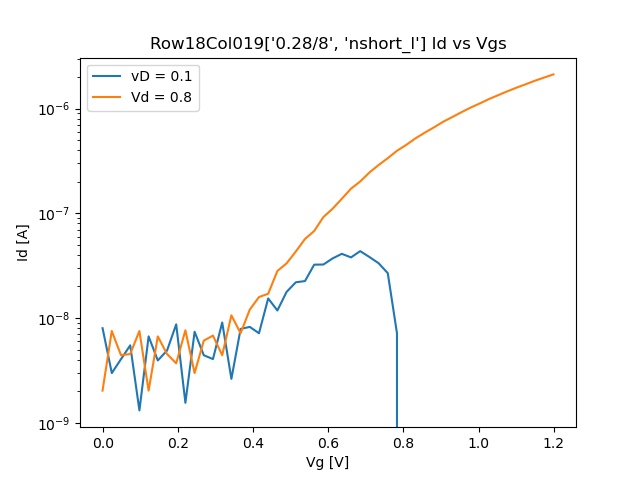 Row18Col019['0.28/8', 'nshort_l'] Id vs Vgs
vD = 0.1
Vd = 0.8
Id [A]
10⁻⁶
10⁻⁷
10⁻⁸
10⁻⁹
0.0 0.2 0.4 0.6 0.8 1.0 1.2
Vg [V]